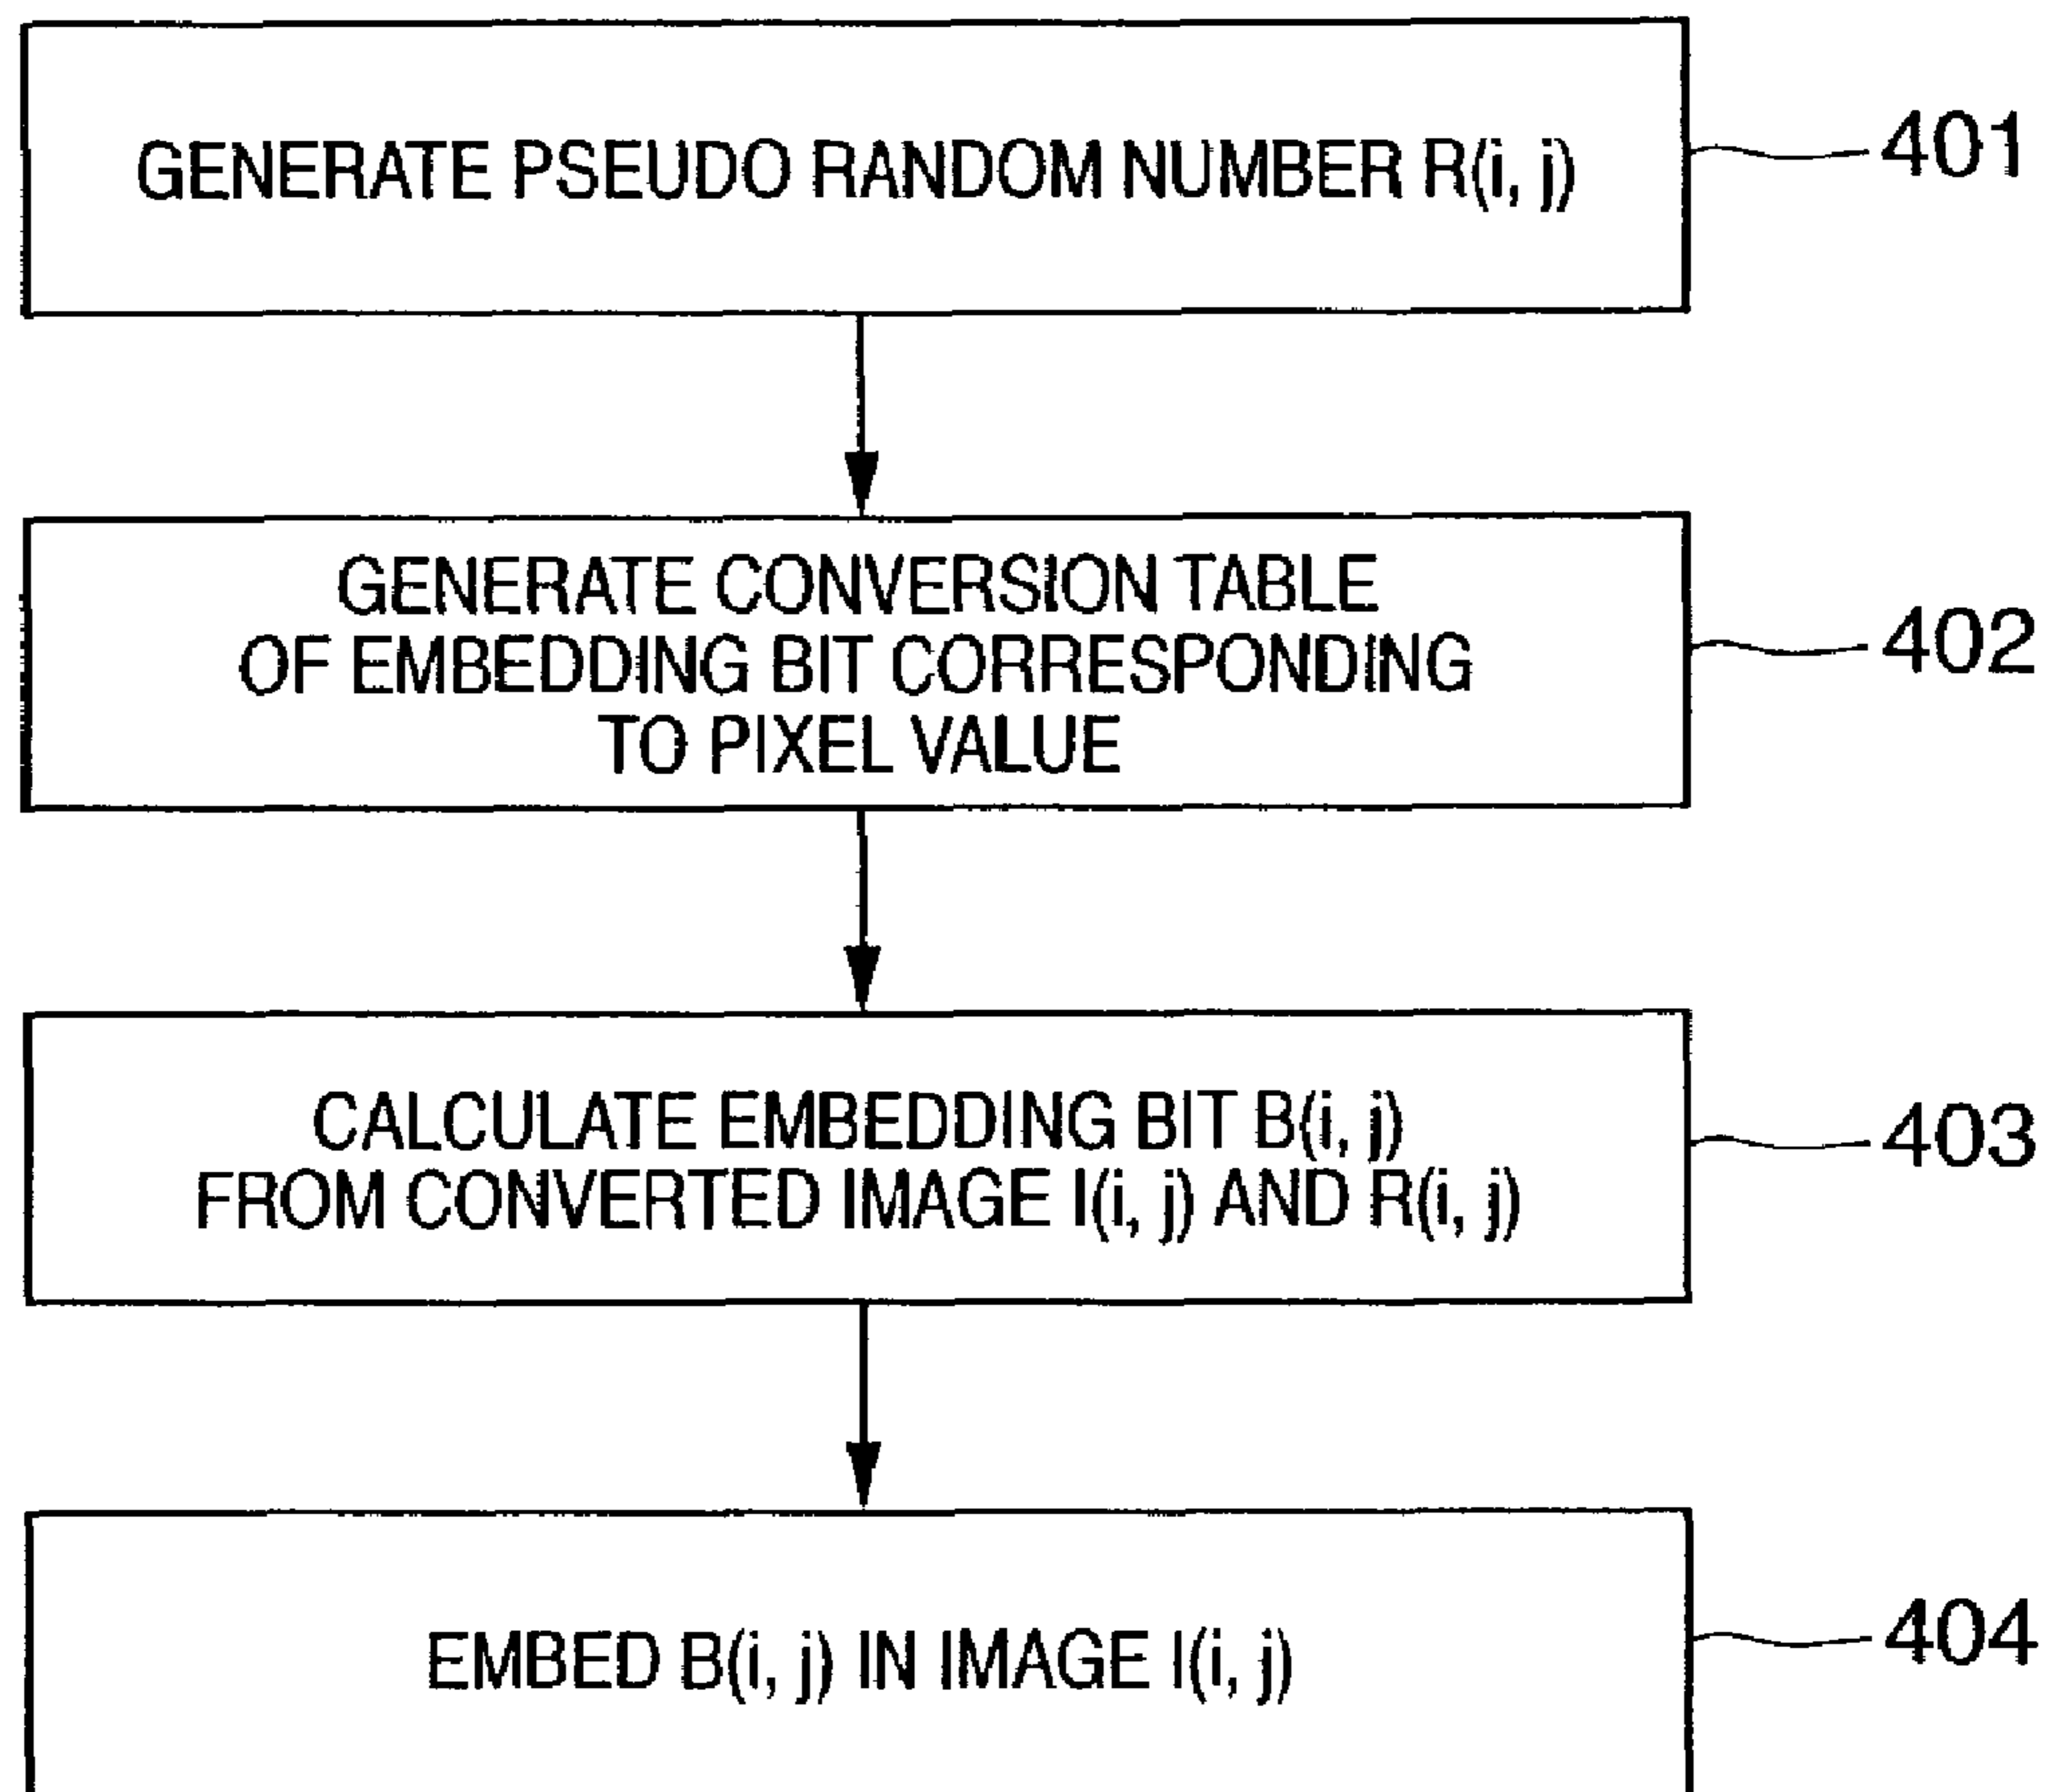 GENERATE PSEUDO RANDOM NUMBER R(i, j)
401
GENERATE CONVERSION TABLE
OF EMBEDDING BIT CORRESPONDING
TO PIXEL VALUE
402
CALCULATE EMBEDDING BIT B(i, j)
FROM CONVERTED IMAGE I(i, j) AND R(i, j)
403
EMBED B(i, j) IN IMAGE I(i, j)
404